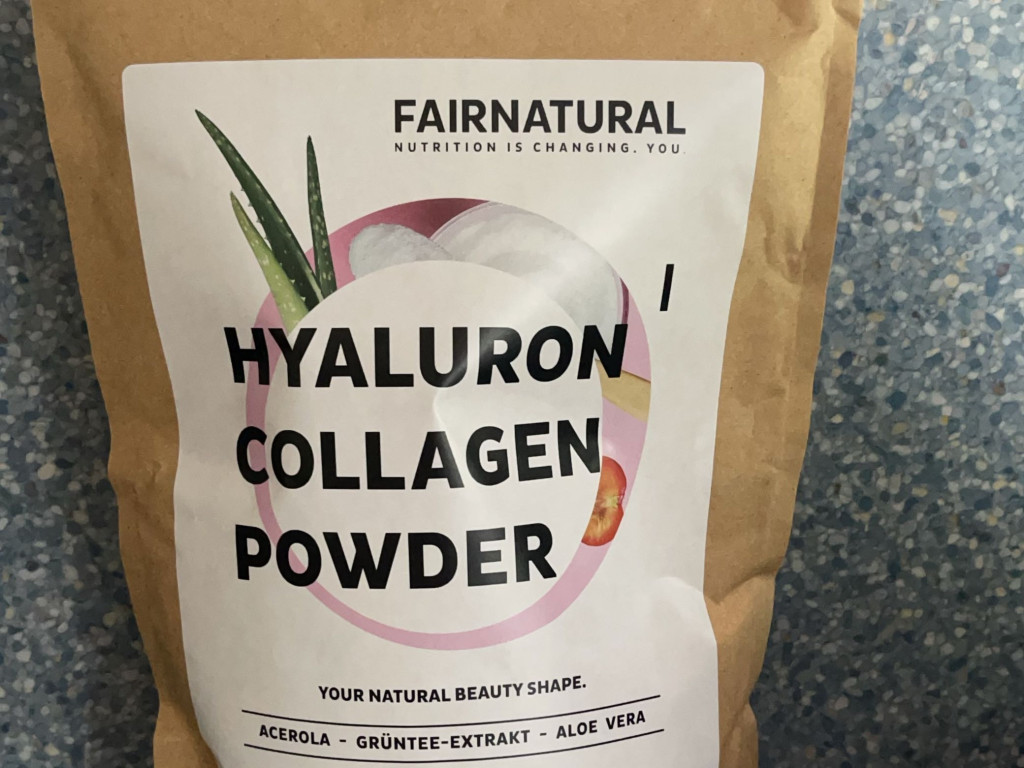 FAIRNATURAL
NUTRITION IS CHANGING. YOU.
HYALURON
COLLAGEN
POWDER
YOUR NATURAL BEAUTY SHAPE.
ACEROLA - GRÜNTEE-EXTRAKT - ALOE VERA